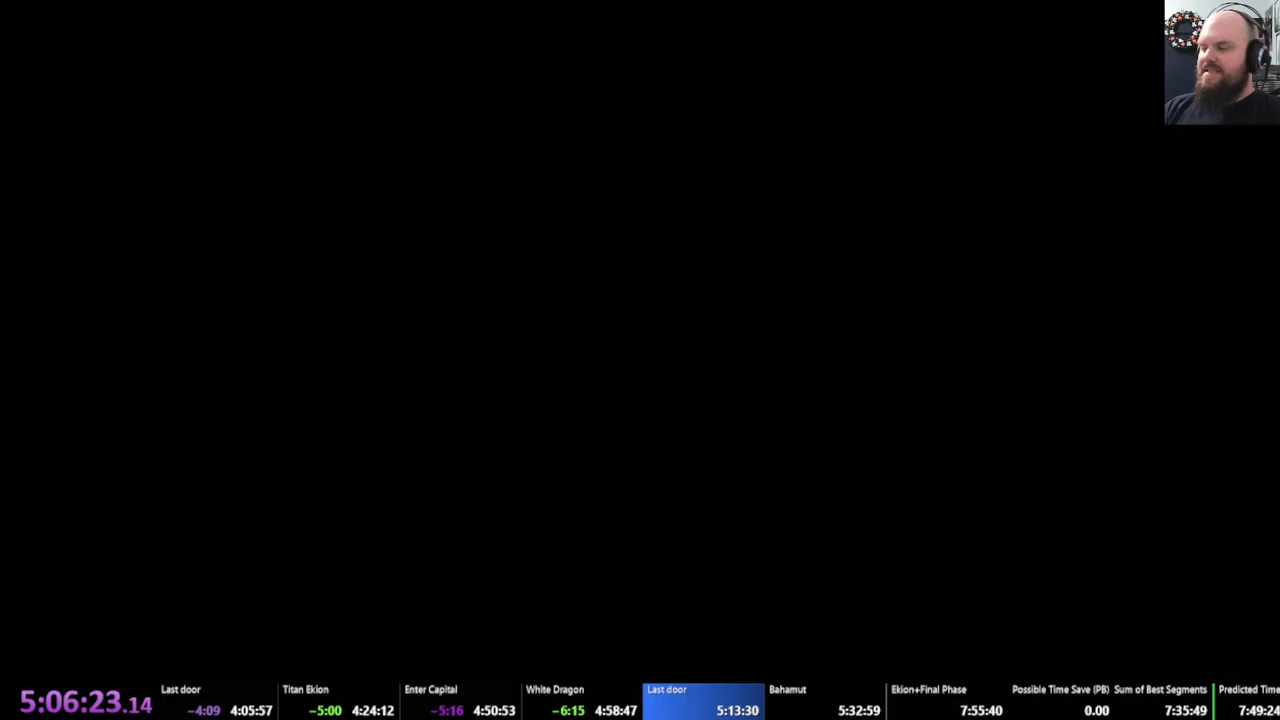 5:06:23.14
Last door
−4:09 4:05:57
Titan Ekion
−5:00 4:24:12
Enter Capital
−5:16 4:50:53
White Dragon
−6:15 4:58:47
Last door
5:13:30
Bahamut
5:32:59
Ekion+Final Phase
7:55:40
Possible Time Save (PB)
0.00
Sum of Best Segments
7:35:49
Predicted Time
7:49:24